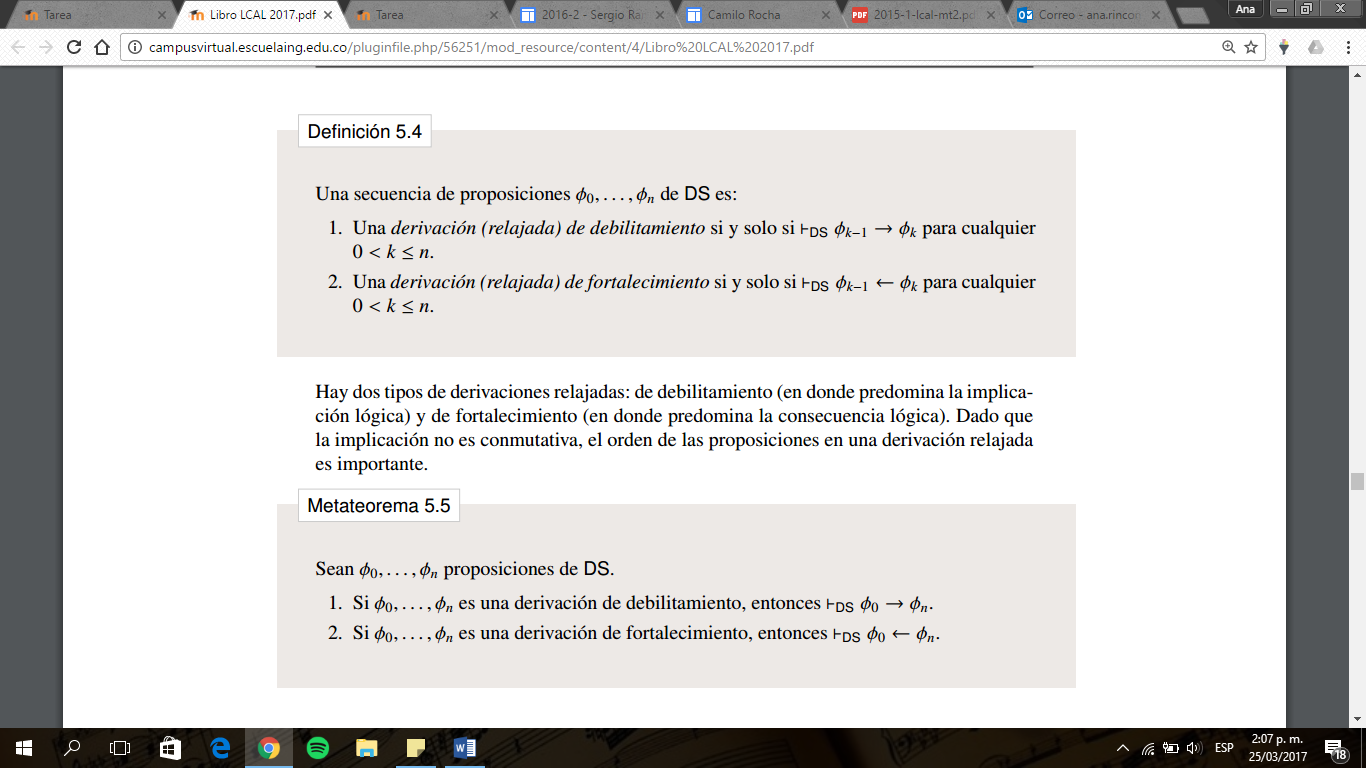 Tarea
Libro LCAL 2017.pdf
Tarea
2016-2 - Sergio Ra
Camilo Rocha
PDF
2015-1-lcal-mt2.pd
Correo - ana.rincon
Ana
campusvirtual.escuelaing.edu.co/pluginfile.php/56251/mod_resource/content/4/Libro%20LCAL%202017.pdf
Definición 5.4
Una secuencia de proposiciones ϕ₀, . . . , ϕₙ de DS es:
1. Una derivación (relajada) de debilitamiento si y solo si ⊢DS ϕₖ₋₁ → ϕₖ para cualquier
0 < k ≤ n.
2. Una derivación (relajada) de fortalecimiento si y solo si ⊢DS ϕₖ₋₁ ← ϕₖ para cualquier
0 < k ≤ n.
Hay dos tipos de derivaciones relajadas: de debilitamiento (en donde predomina la implica-
ción lógica) y de fortalecimiento (en donde predomina la consecuencia lógica). Dado que
la implicación no es conmutativa, el orden de las proposiciones en una derivación relajada
es importante.
Metateorema 5.5
Sean ϕ₀, . . . , ϕₙ proposiciones de DS.
1. Si ϕ₀, . . . , ϕₙ es una derivación de debilitamiento, entonces ⊢DS ϕ₀ → ϕₙ.
2. Si ϕ₀, . . . , ϕₙ es una derivación de fortalecimiento, entonces ⊢DS ϕ₀ ← ϕₙ.
ESP
2:07 p. m.
25/03/2017
18